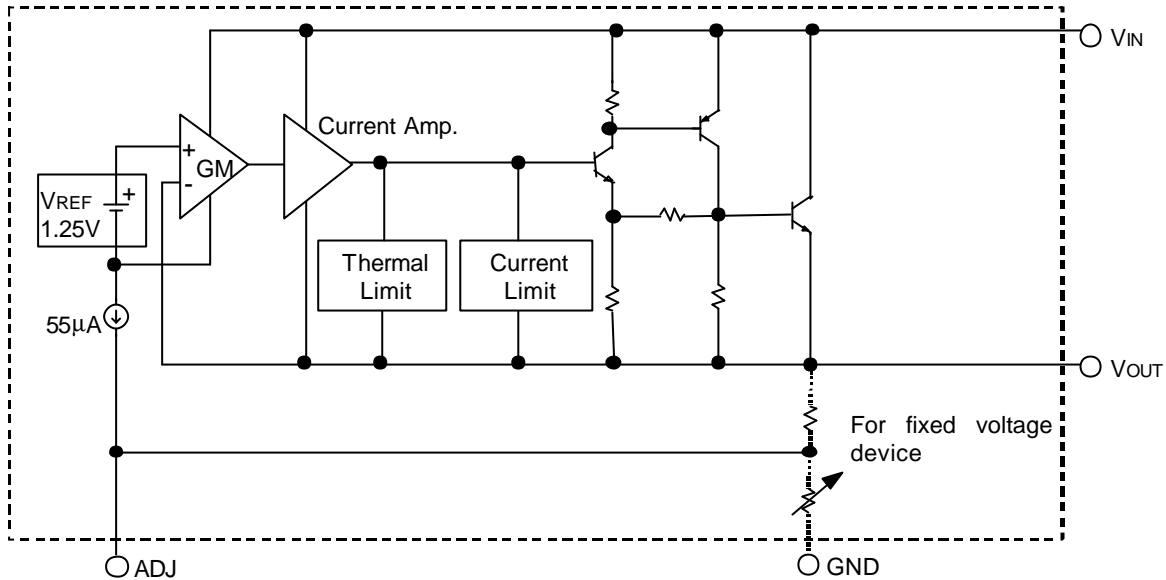 VIN
Current Amp.
+
GM
-
+
VREF
1.25V
Thermal
Limit
Current
Limit
55μA
VOUT
For fixed voltage
device
ADJ
GND